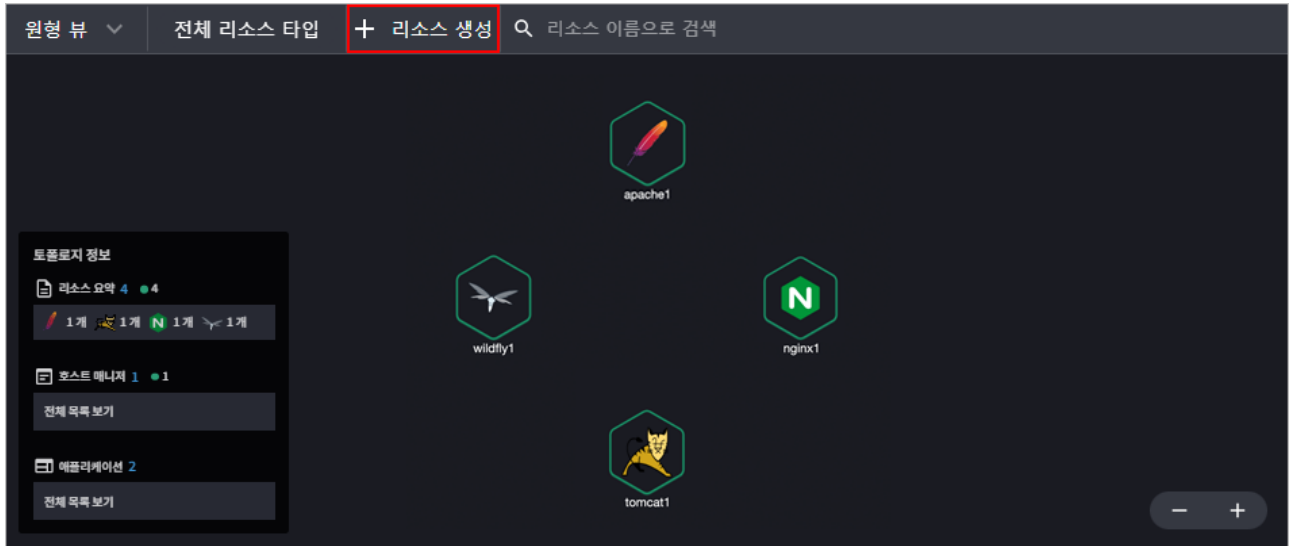 원형 뷰 전체 리소스 타입 + 리소스 생성 리소스 이름으로 검색
apache1
토폴로지 정보
리소스 요약 4 4
1개 1개 N 1개 1개
wildfly1
N
nginx1
호스트 매니저 1 1
전체 목록 보기
애플리케이션 2
전체 목록 보기
tomcat1
− +